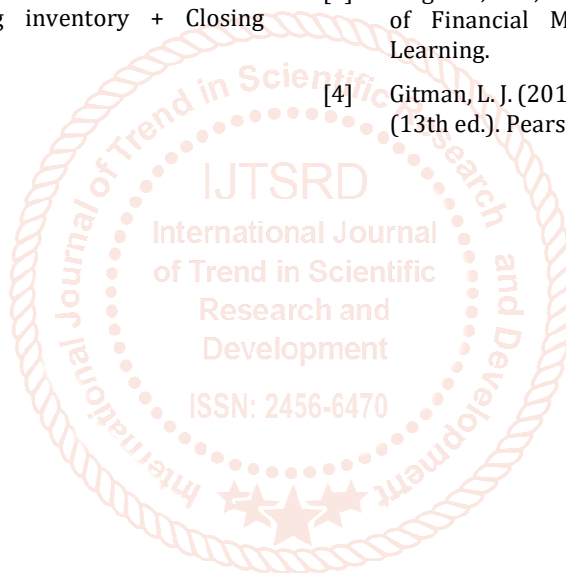 g inventory + Closing
of Financial M
Learning.
[4] Gitman, L. J. (201
(13th ed.). Pears
International Journal of Trend in Scientific Research and Development
IJTSRD
International Journal
of Trend in Scientific
Research and
Development
ISSN: 2456-6470